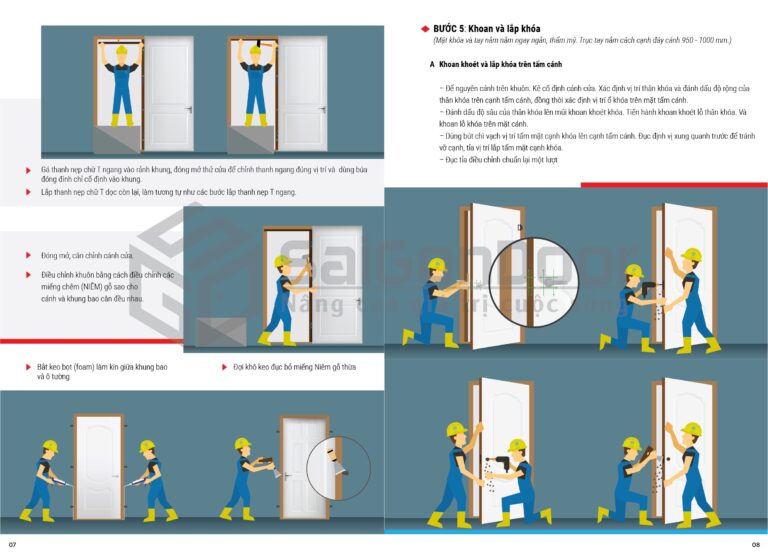 Gá thanh nẹp chữ T ngang vào rãnh khung, đóng mở thử cửa để chỉnh thanh ngang đúng vị trí và dùng búa
đóng đinh chỉ cố định vào khung.
Lắp thanh nẹp chữ T dọc còn lại, làm tương tự như các bước lắp thanh nẹp T ngang.
Đóng mở, cân chỉnh cánh cửa.
Điều chỉnh khuôn bằng cách điều chỉnh các
miếng chêm (NIÊM) gỗ sao cho
cánh và khung bao cân đều nhau.
Bắt keo bọt (foam) làm kín giữa khung bao
và ô tường
Đợi khô keo đục bỏ miếng Niêm gỗ thừa
07
BƯỚC 5: Khoan và lắp khóa
(Mặt khóa và tay nắm nằm ngay ngắn, thẩm mỹ. Trục tay nắm cách cạnh đáy cánh 950 - 1000 mm.)
A Khoan khoét và lắp khóa trên tấm cánh
– Để nguyên cánh trên khuôn. Kê cố định cánh cửa. Xác định vị trí thân khóa và đánh dấu độ rộng của
thân khóa trên cạnh tấm cánh, đồng thời xác định vị trí ổ khóa trên mặt tấm cánh.
– Đánh dấu độ sâu của thân khóa lên mũi khoan khoét khóa. Tiến hành khoan khoét lỗ thân khóa. Và
khoan lỗ khóa trên mặt cánh.
– Dùng bút chì vạch vị trí tấm mặt cạnh khóa lên cạnh tấm cánh. Đục định vị xung quanh trước để tránh
vỡ cạnh, tỉa vị trí lắp tấm mặt cạnh khóa.
– Đục tỉa điều chỉnh chuẩn lại một lượt
SaiGonDoor
08